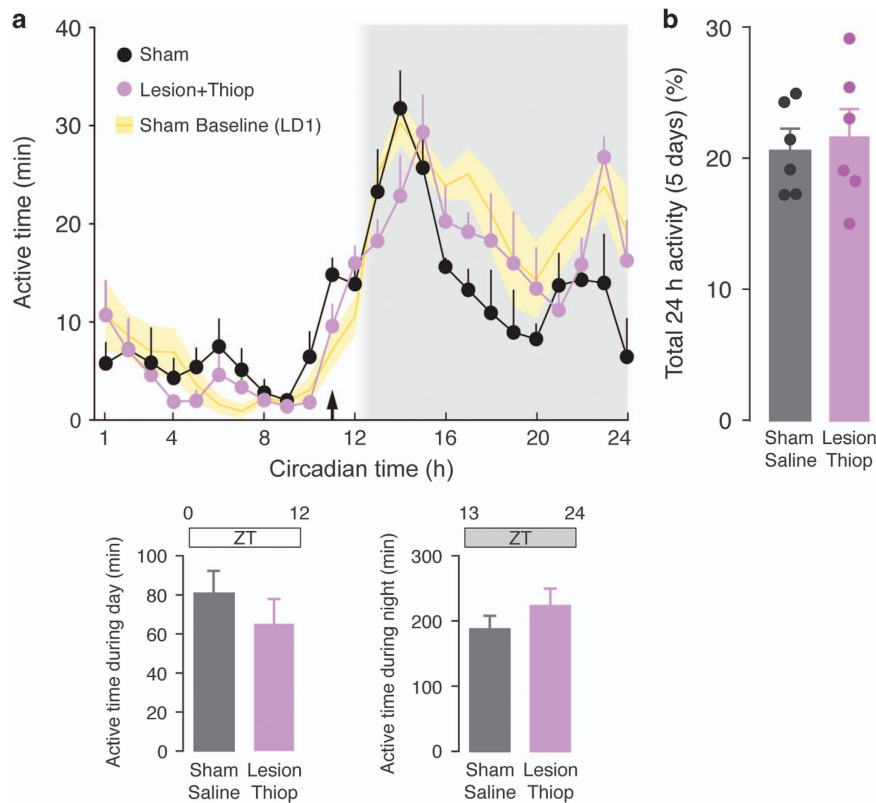 a
b
40
30
20
10
0
Active time (min)
Sham
Lesion+Thiop
Sham Baseline (LD1)
1
4
8
12
16
20
24
Circadian time (h)
30
20
10
0
Total 24 h activity (5 days) (%)
Sham
Saline
Lesion
Thiop
0
12
ZT
100
80
60
40
20
0
Active time during day (min)
Sham
Saline
Lesion
Thiop
13
24
ZT
300
200
100
0
Active time during night (min)
Sham
Saline
Lesion
Thiop